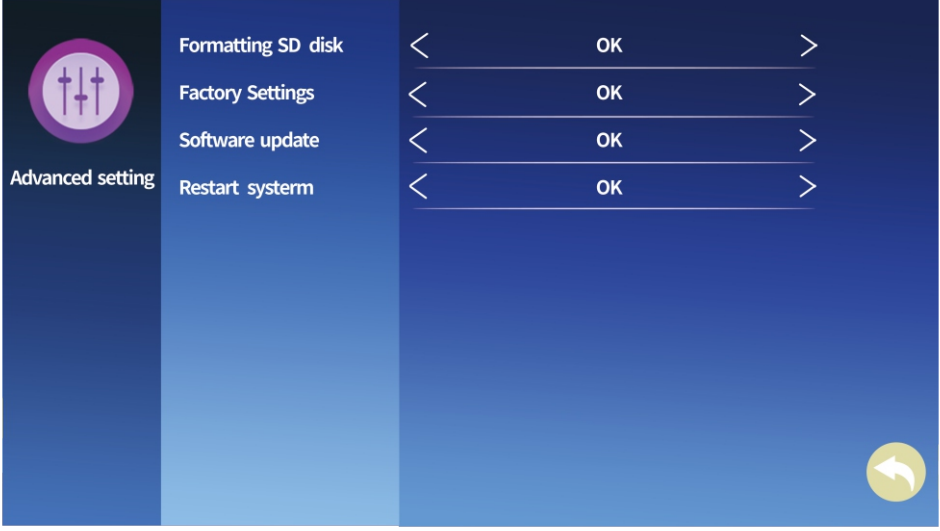 Formatting SD disk < OK >
Factory Settings < OK >
Software update < OK >
Advanced setting
Restart systerm < OK >